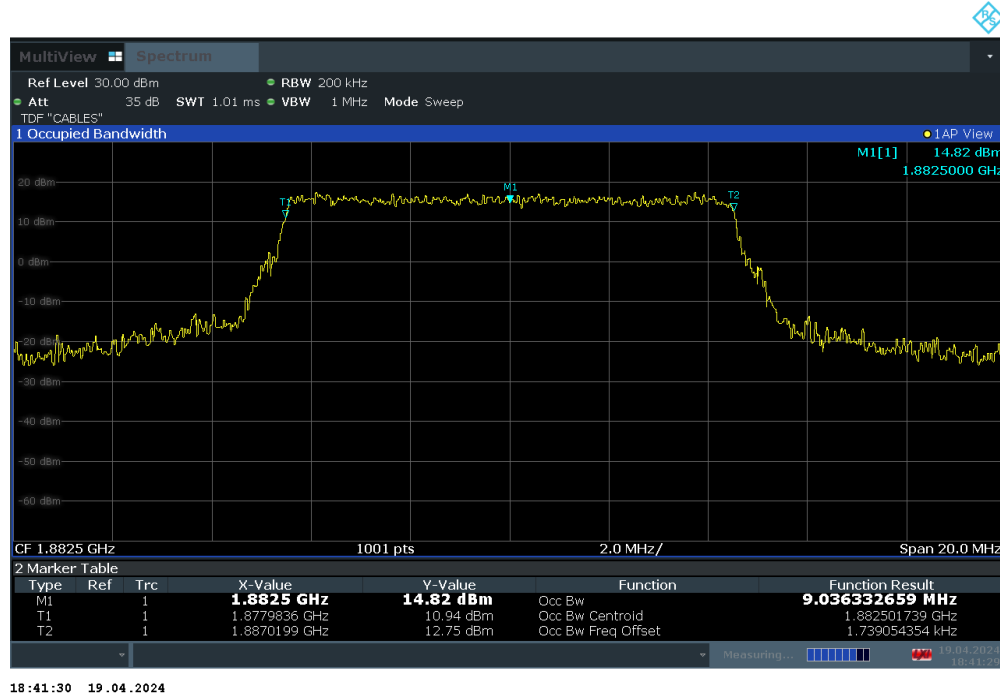 R&S
MultiView Spectrum
Ref Level 30.00 dBm RBW 200 kHz
Att 35 dB SWT 1.01 ms VBW 1 MHz Mode Sweep
TDF "CABLES"
1 Occupied Bandwidth 1AP View
M1[1] 14.82 dBm
1.8825000 GHz
20 dBm
M1
T1 T2
10 dBm
0 dBm
-10 dBm
-20 dBm
-30 dBm
-40 dBm
-50 dBm
-60 dBm
CF 1.8825 GHz 1001 pts 2.0 MHz/ Span 20.0 MHz
2 Marker Table
Type Ref Trc X-Value Y-Value Function Function Result
M1 1 1.8825 GHz 14.82 dBm Occ Bw 9.036332659 MHz
T1 1 1.8779836 GHz 10.94 dBm Occ Bw Centroid 1.882501739 GHz
T2 1 1.8870199 GHz 12.75 dBm Occ Bw Freq Offset 1.739054354 kHz
Measuring... 19.04.2024
18:41:29
18:41:30 19.04.2024